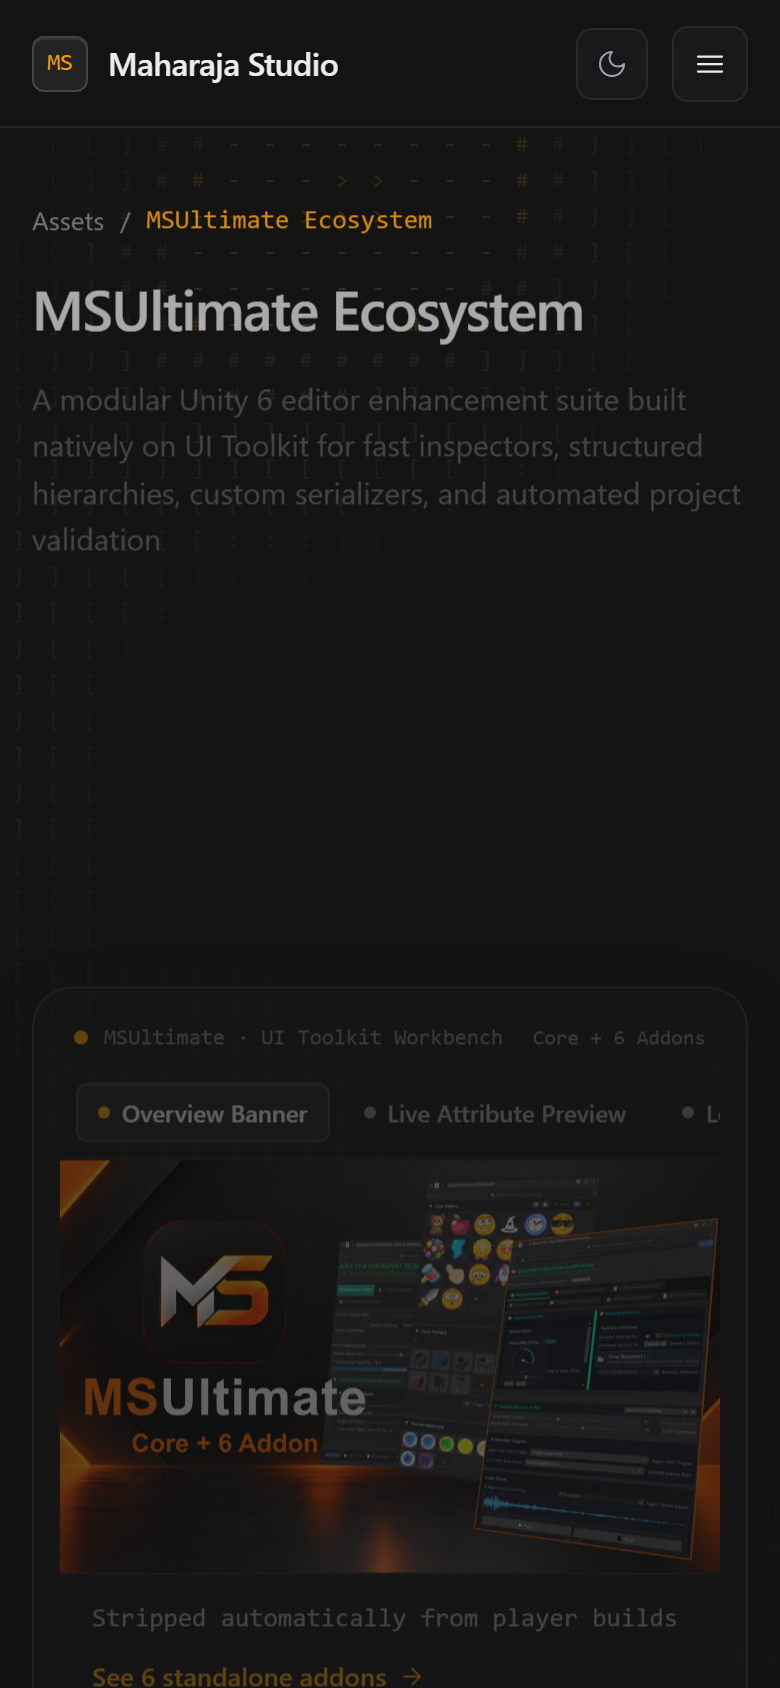 MS
Maharaja Studio
Assets / MSUltimate Ecosystem
MSUltimate Ecosystem
A modular Unity 6 editor enhancement suite built
natively on UI Toolkit for fast inspectors, structured
hierarchies, custom serializers, and automated project
validation
MSUltimate · UI Toolkit Workbench
Core + 6 Addons
Overview Banner
Live Attribute Preview
MS
MSUltimate
Core + 6 Addon
Stripped automatically from player builds
See 6 standalone addons →